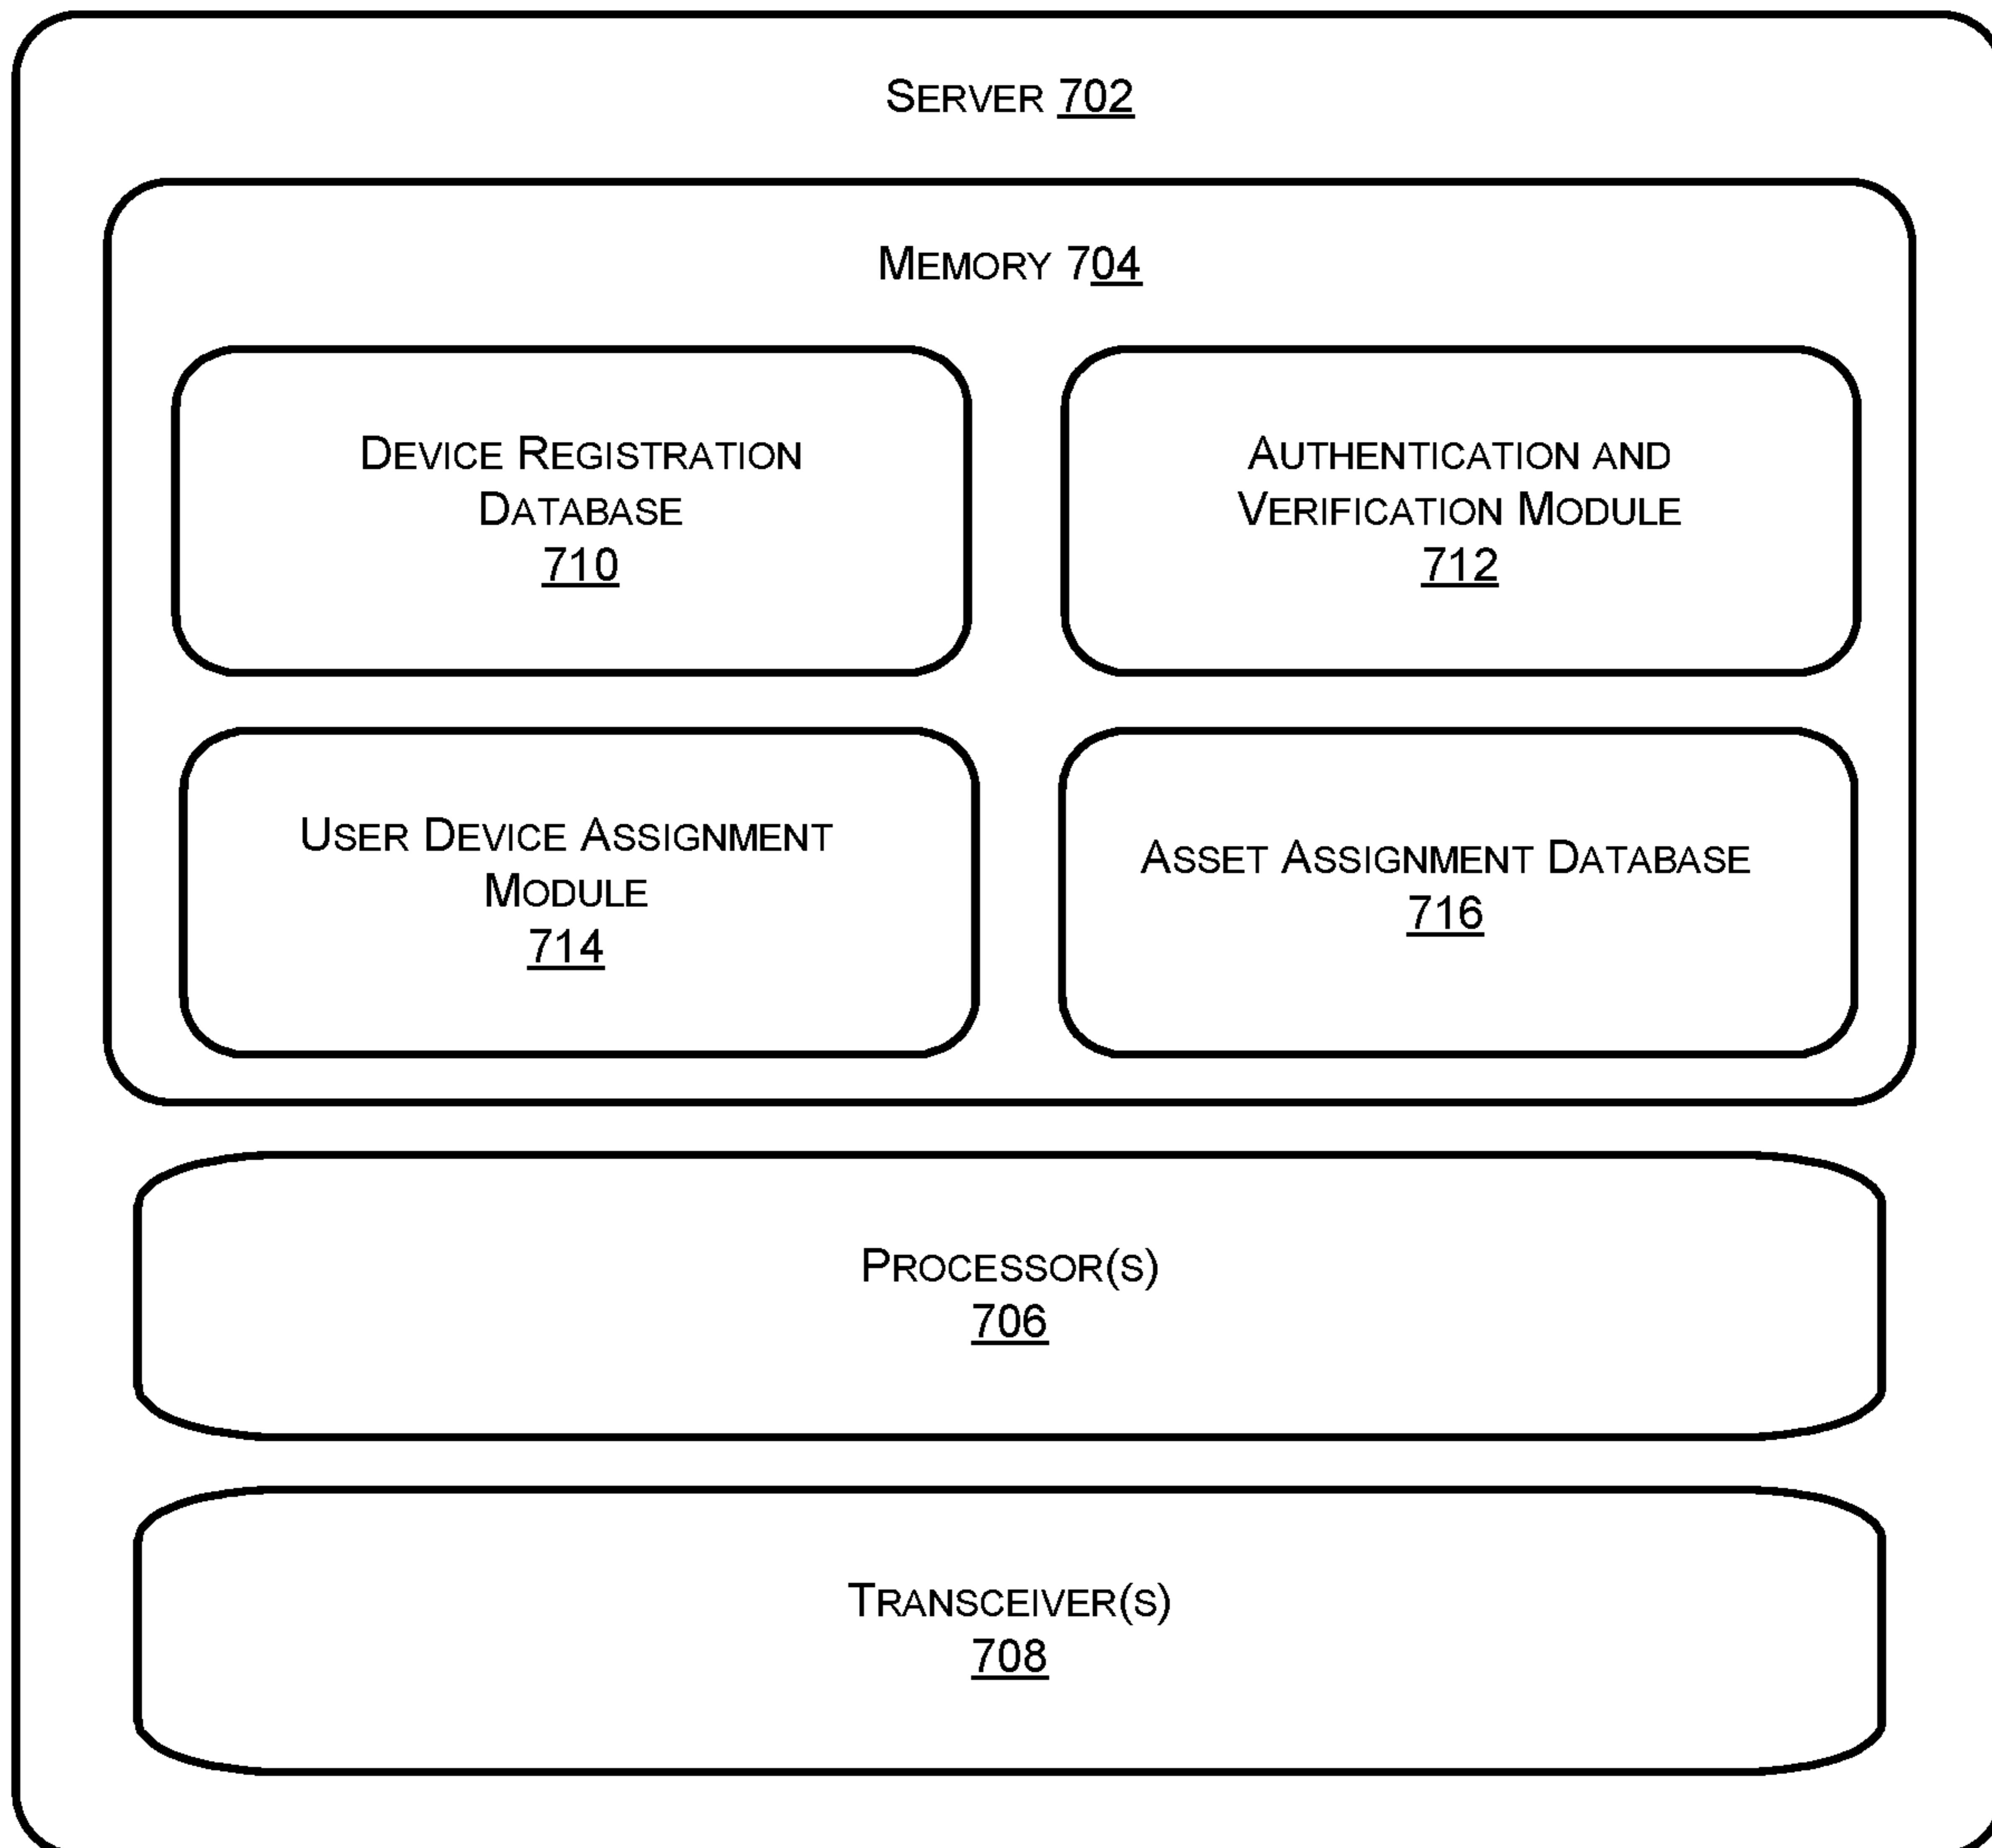 SERVER 702
MEMORY 704
DEVICE REGISTRATION
DATABASE
710
AUTHENTICATION AND
VERIFICATION MODULE
712
USER DEVICE ASSIGNMENT
MODULE
714
ASSET ASSIGNMENT DATABASE
716
PROCESSOR(S)
706
TRANSCEIVER(S)
708